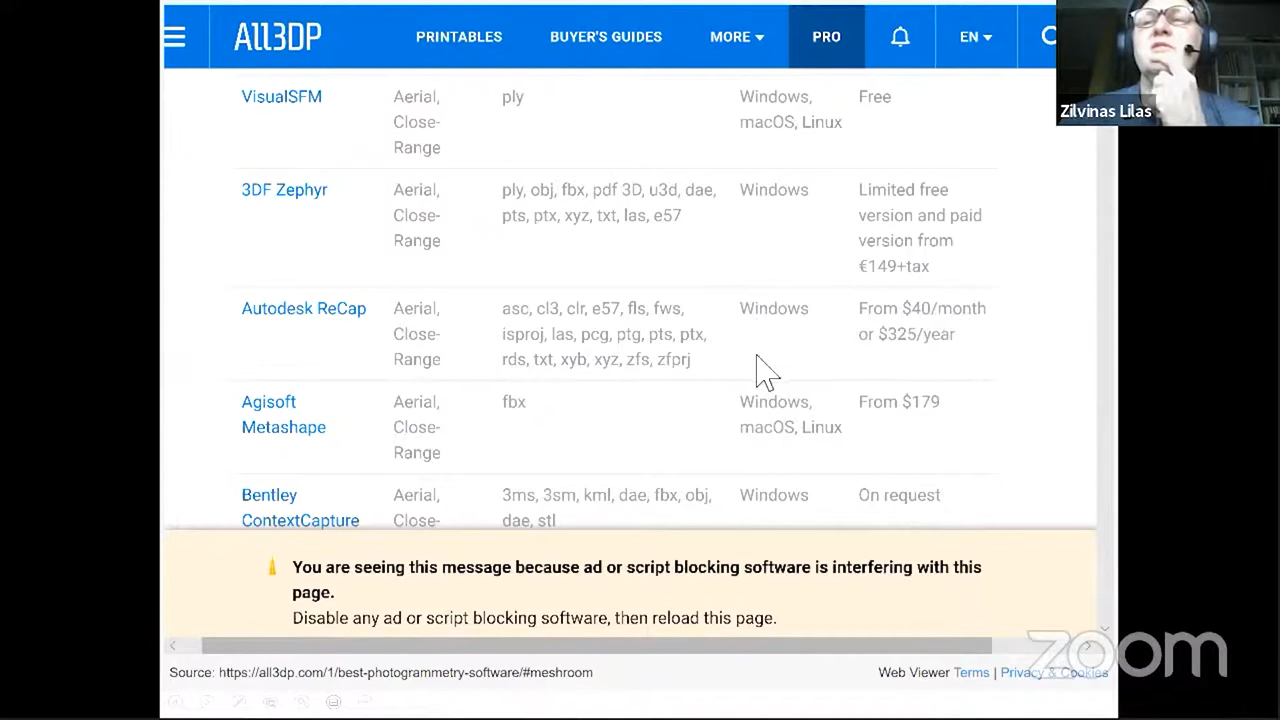 All3DP
PRINTABLES
BUYER'S GUIDES
MORE
PRO
EN
Zilvinas Lilas
VisualSFM
Aerial,
Close-
Range
ply
Windows,
macOS, Linux
Free
3DF Zephyr
Aerial,
Close-
Range
ply, obj, fbx, pdf 3D, u3d, dae,
pts, ptx, xyz, txt, las, e57
Windows
Limited free
version and paid
version from
€149+tax
Autodesk ReCap
Aerial,
Close-
Range
asc, cl3, clr, e57, fls, fws,
isproj, las, pcg, ptg, pts, ptx,
rds, txt, xyb, xyz, zfs, zfprj
Windows
From $40/month
or $325/year
Agisoft
Metashape
Aerial,
Close-
Range
fbx
Windows,
macOS, Linux
From $179
Bentley
ContextCapture
Aerial,
Close-
3ms, 3sm, kml, dae, fbx, obj,
dae, stl
Windows
On request
You are seeing this message because ad or script blocking software is interfering with this
page.
Disable any ad or script blocking software, then reload this page.
Source: https://all3dp.com/1/best-photogrammetry-software/#meshroom
Web Viewer Terms | Privacy & Cookies
zoom